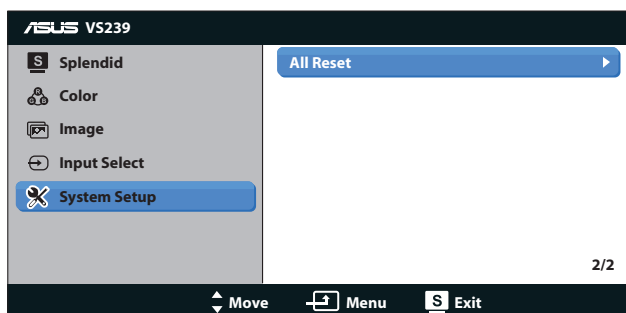 ASUS VS239
S Splendid
Color
Image
Input Select
System Setup
All Reset
2/2
Move Menu S Exit